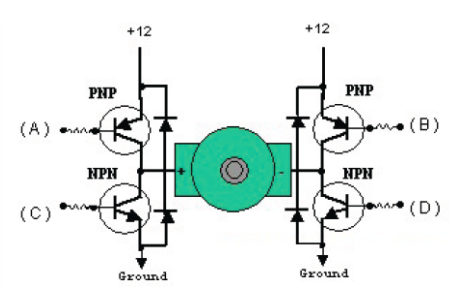 +12 +12
PNP PNP
(A) (B)
+ -
NPN NPN
(C) (D)
Ground Ground